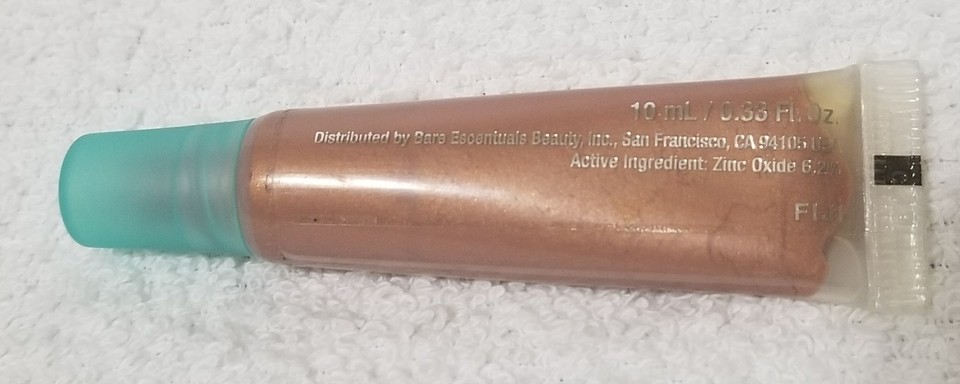 10 mL / 0.33 Fl. Oz.
Distributed by Bare Escentuals Beauty, Inc., San Francisco, CA 94105
Active Ingredient: Zinc Oxide